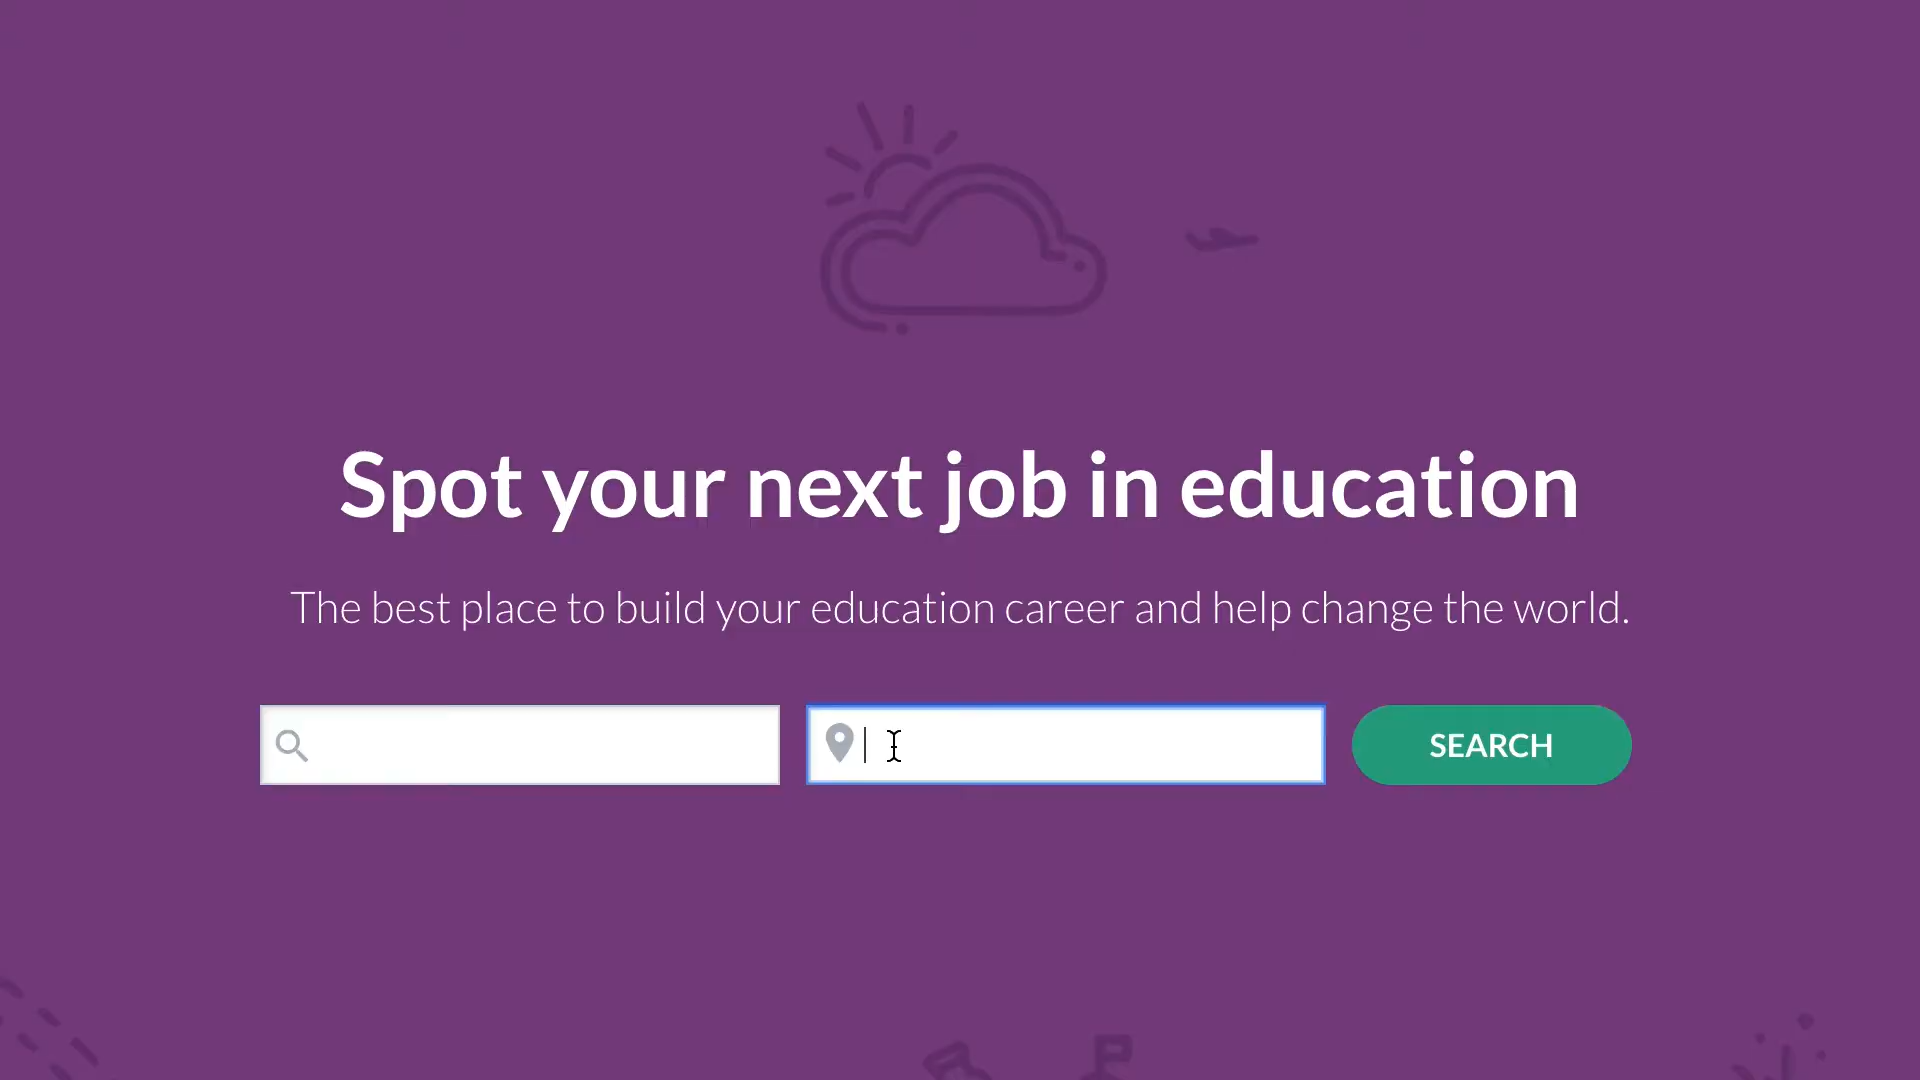 Spot your next job in education
The best place to build your education career and help change the world.
SEARCH